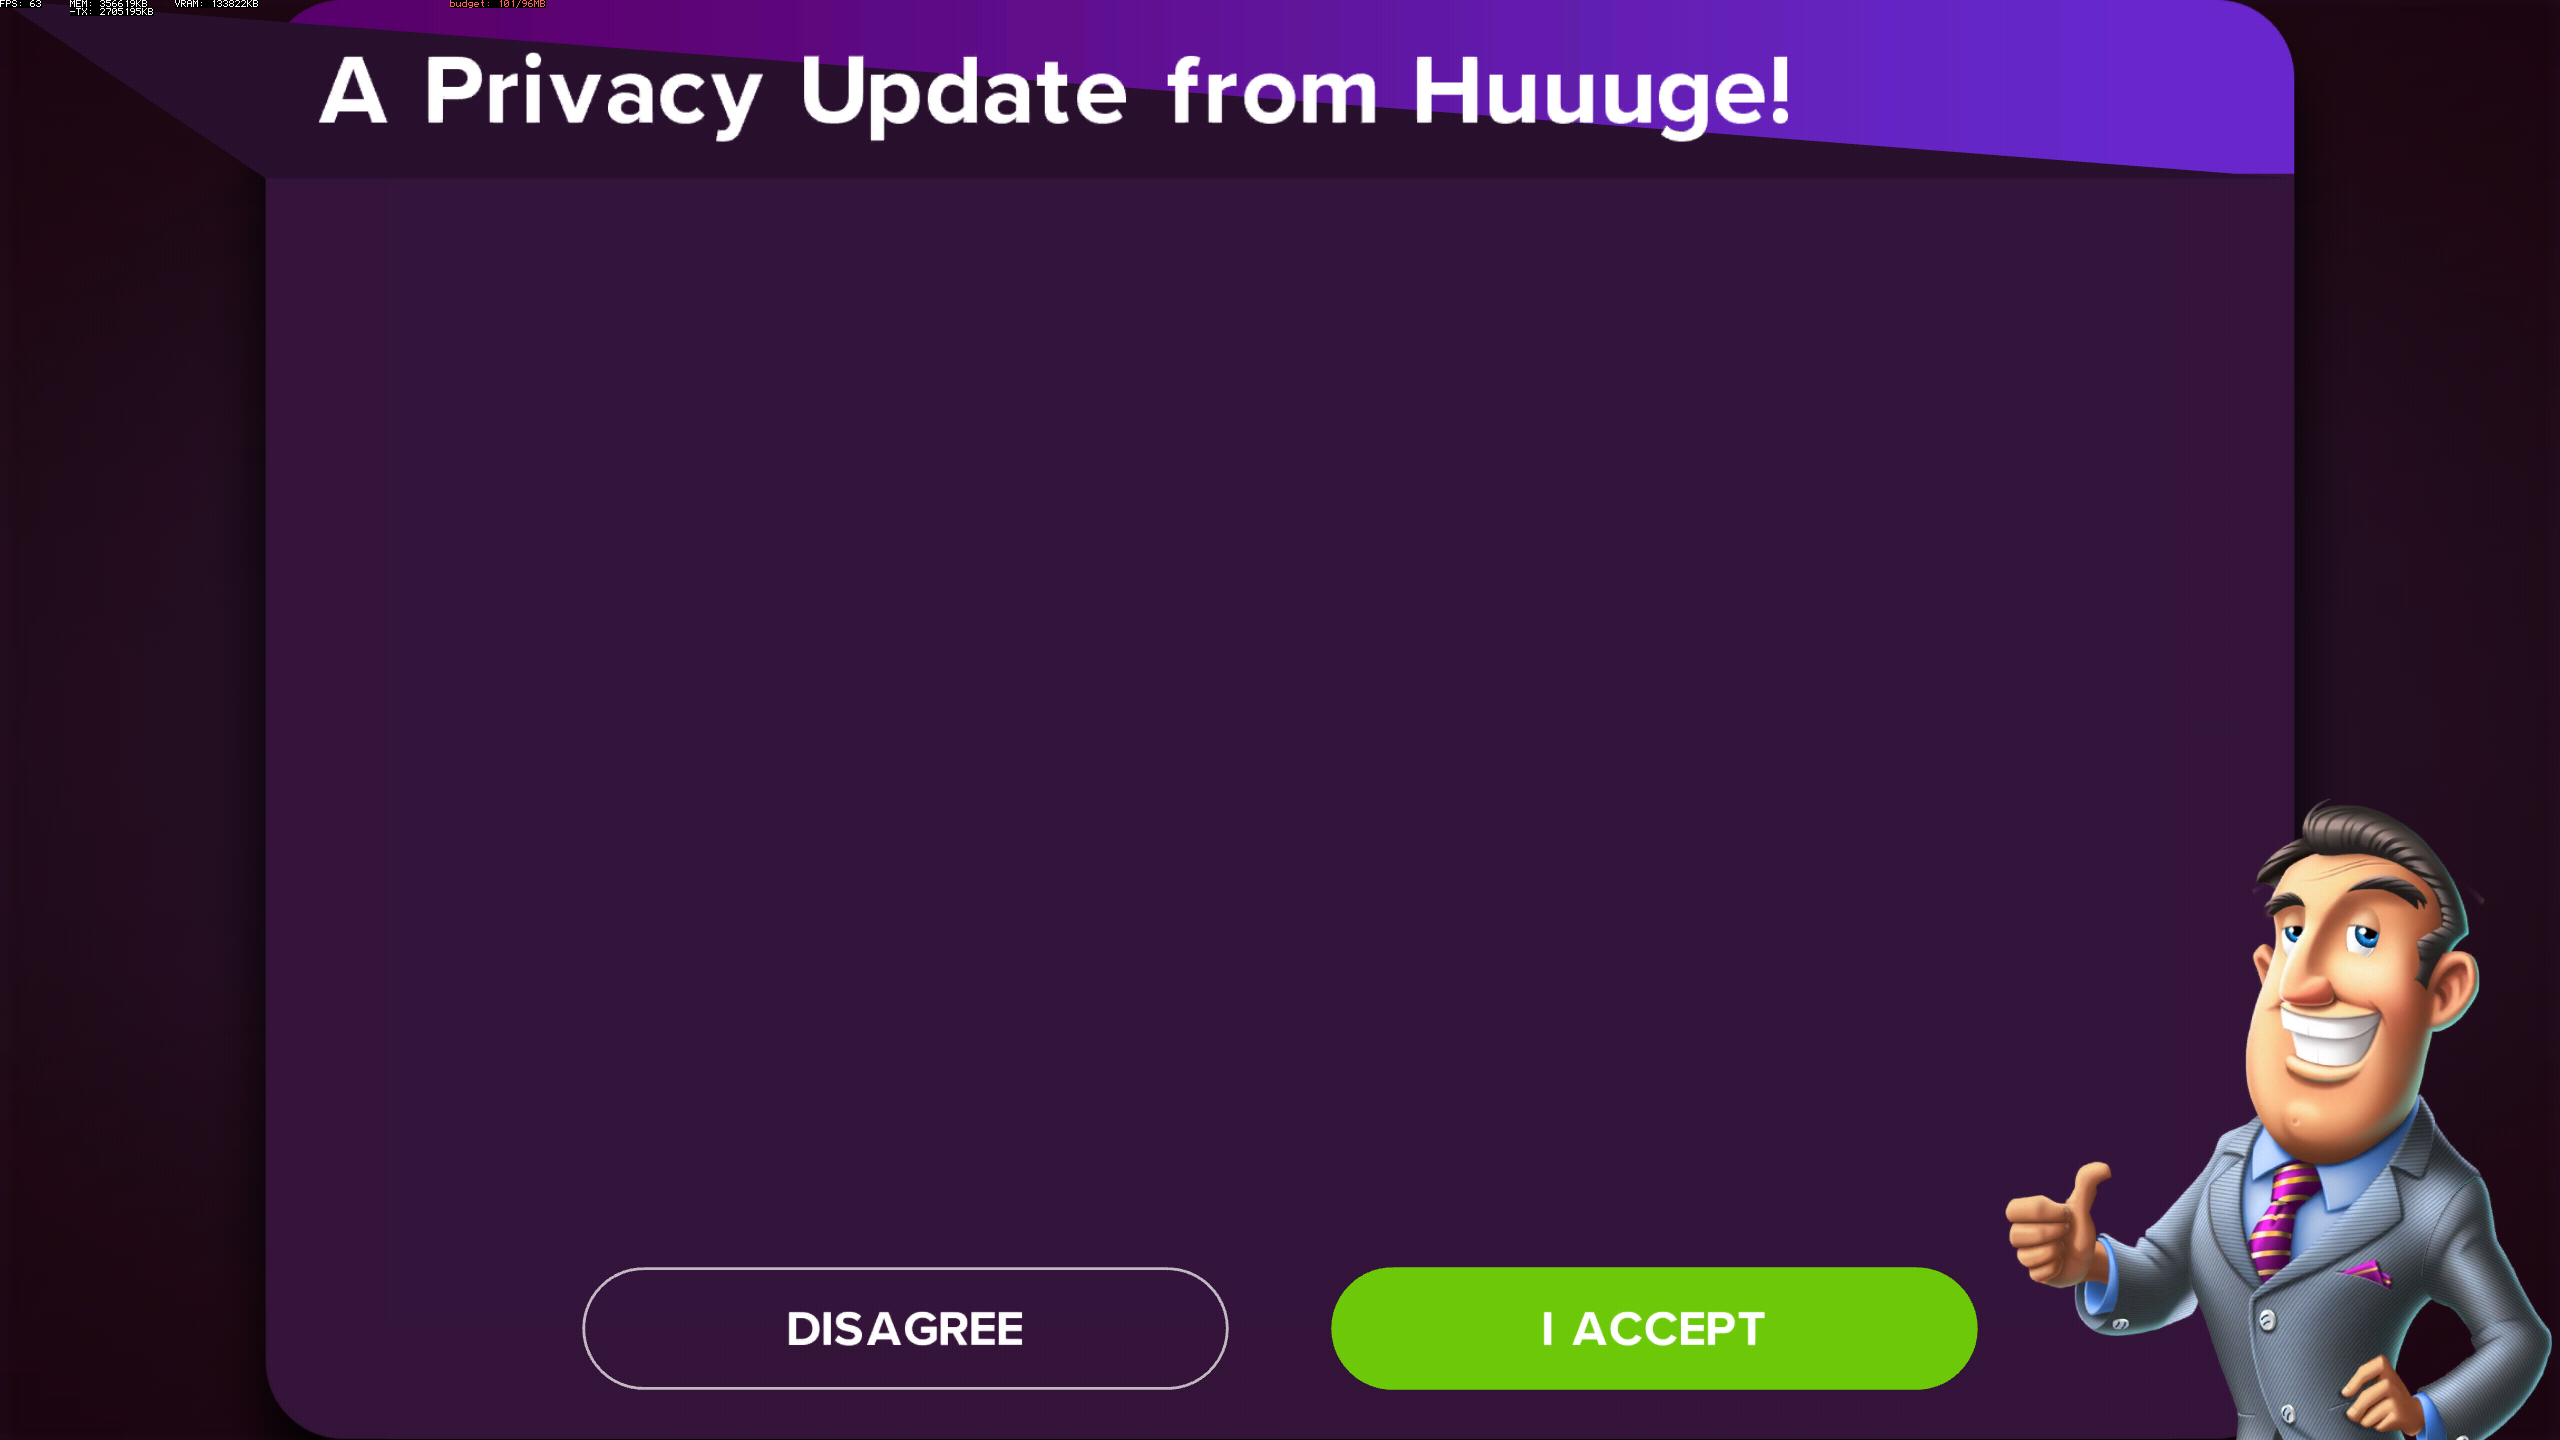 FPS: 63 MEM: 356619KB VRAM: 133822KB budget: 101/96MB
-TX: 2705195KB
A Privacy Update from Huuuge!
DISAGREE I ACCEPT